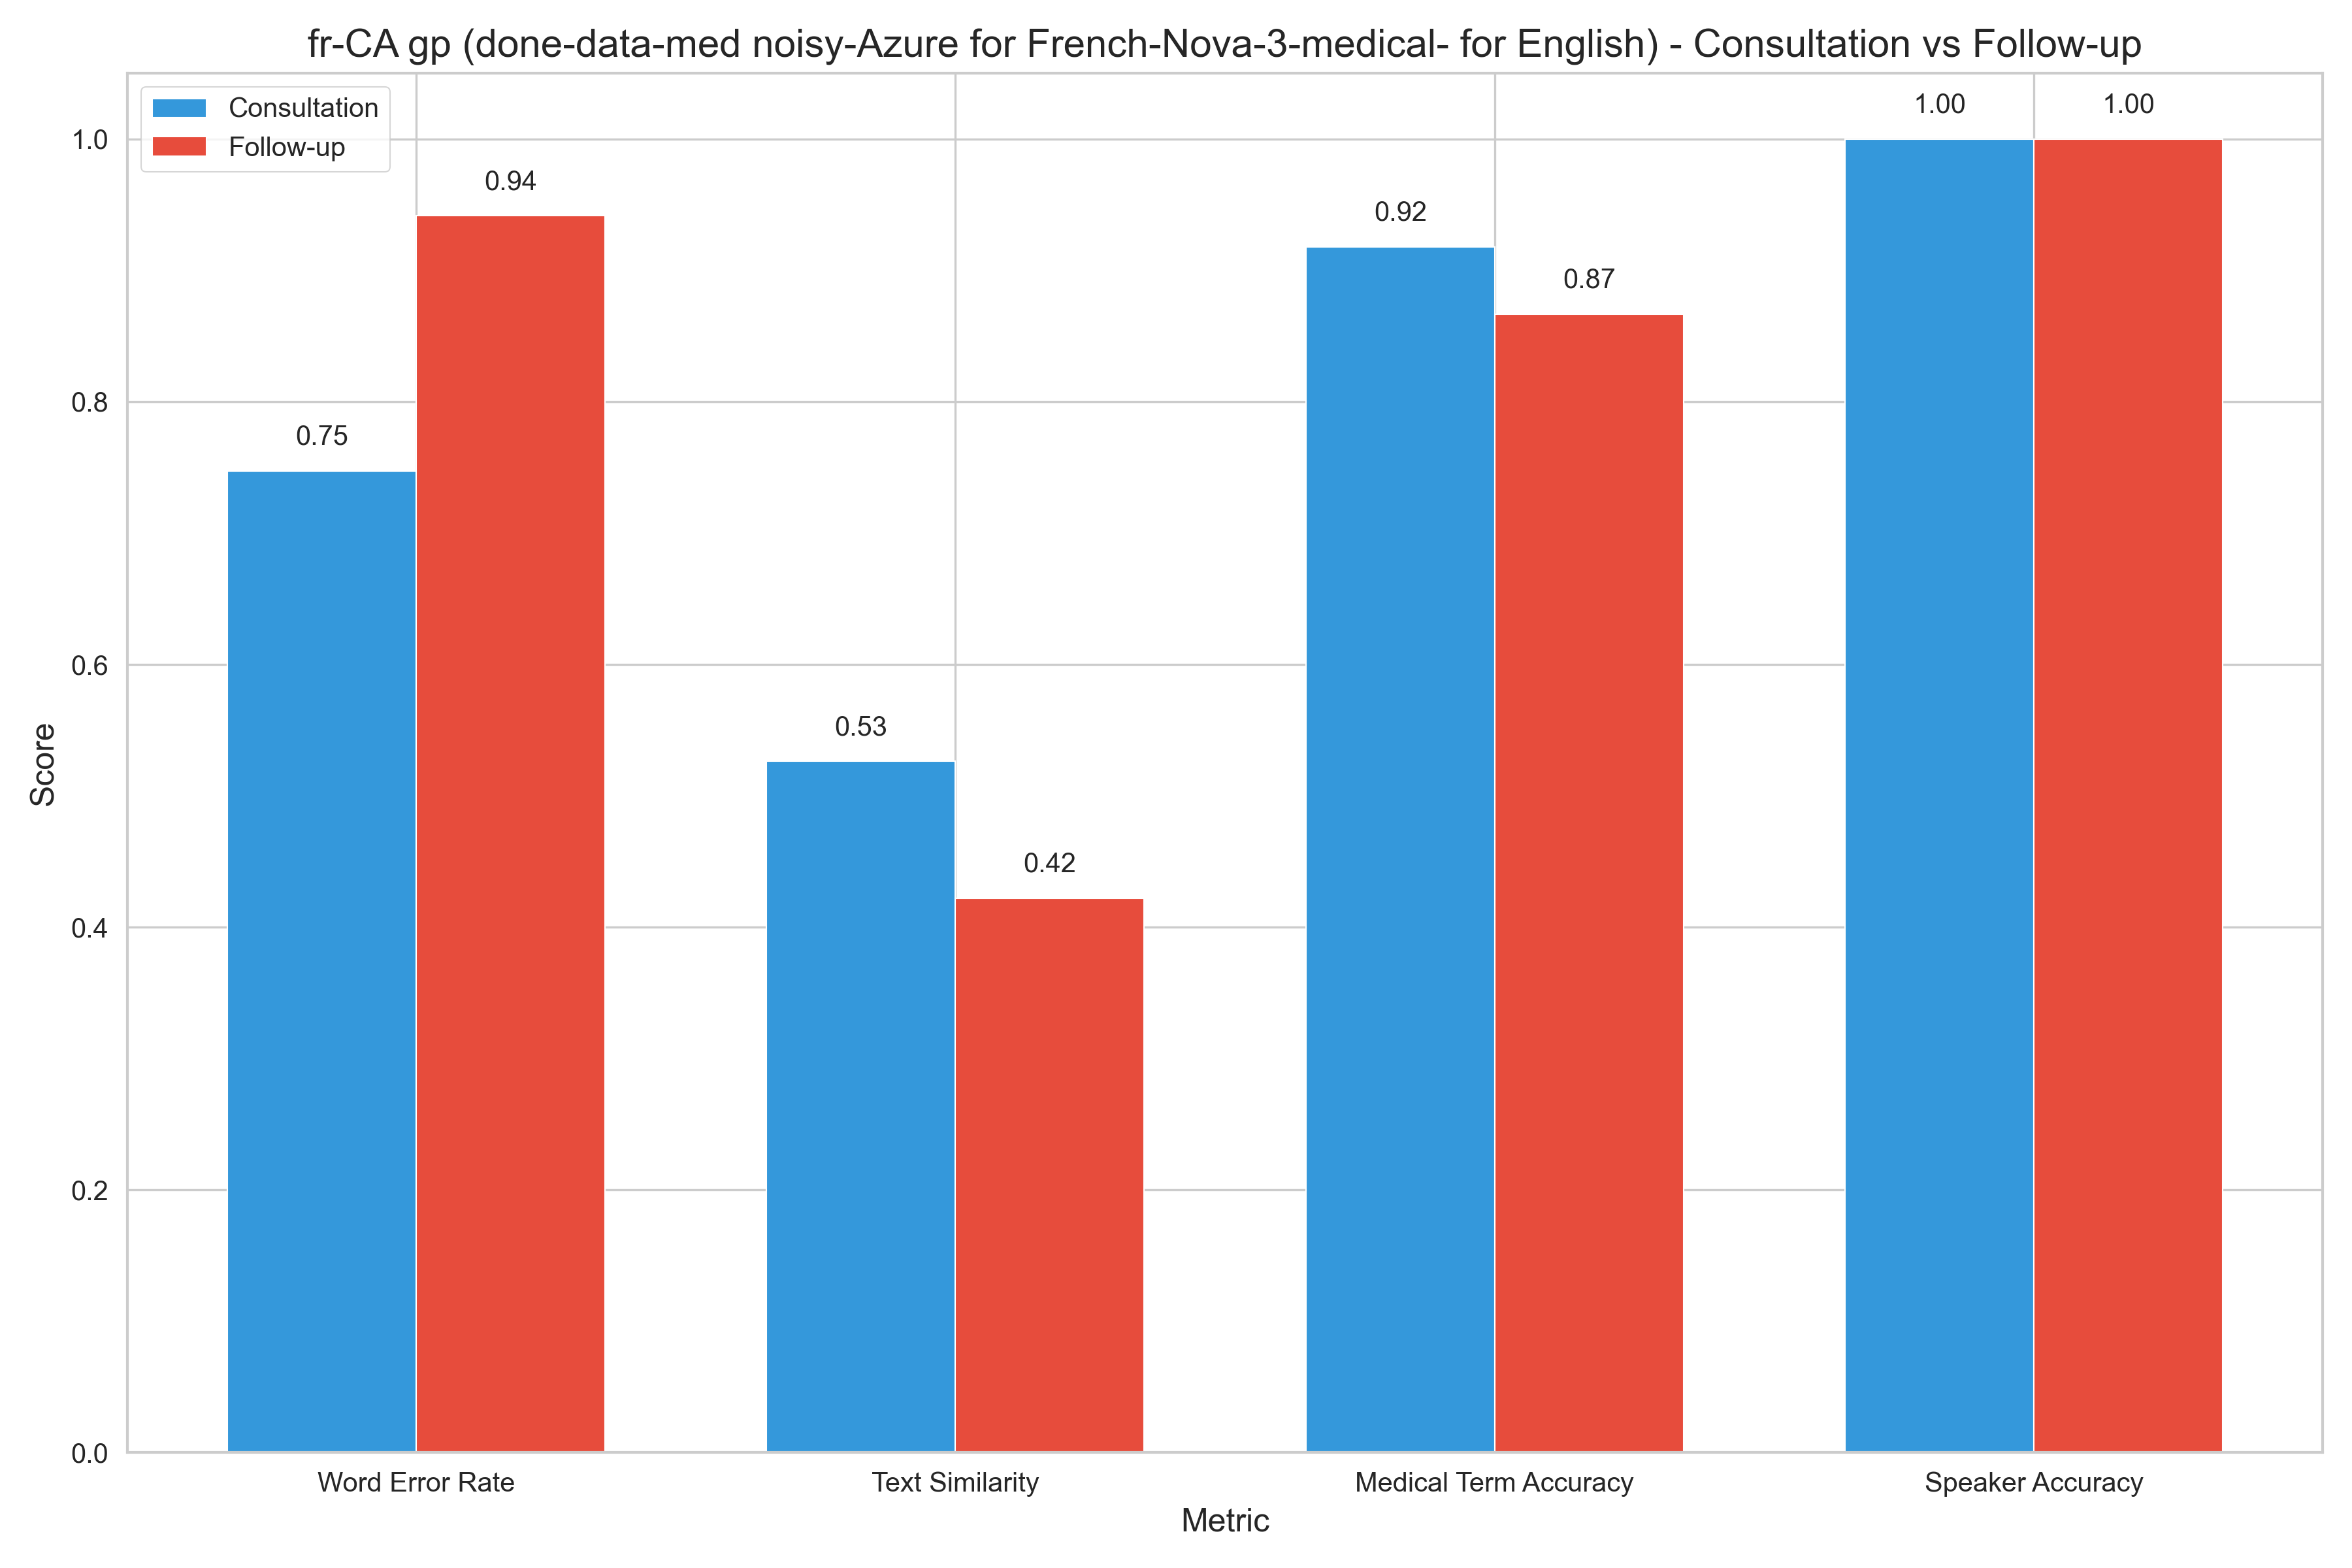 fr-CA gp (done-data-med noisy-Azure for French-Nova-3-medical- for English) - Consultation vs Follow-up
Consultation
Follow-up
1.00 1.00
1.0
0.94
0.92
0.87
0.8
0.75
0.6
0.53
0.42
0.4
0.2
0.0
Score
Word Error Rate Text Similarity Medical Term Accuracy Speaker Accuracy
Metric